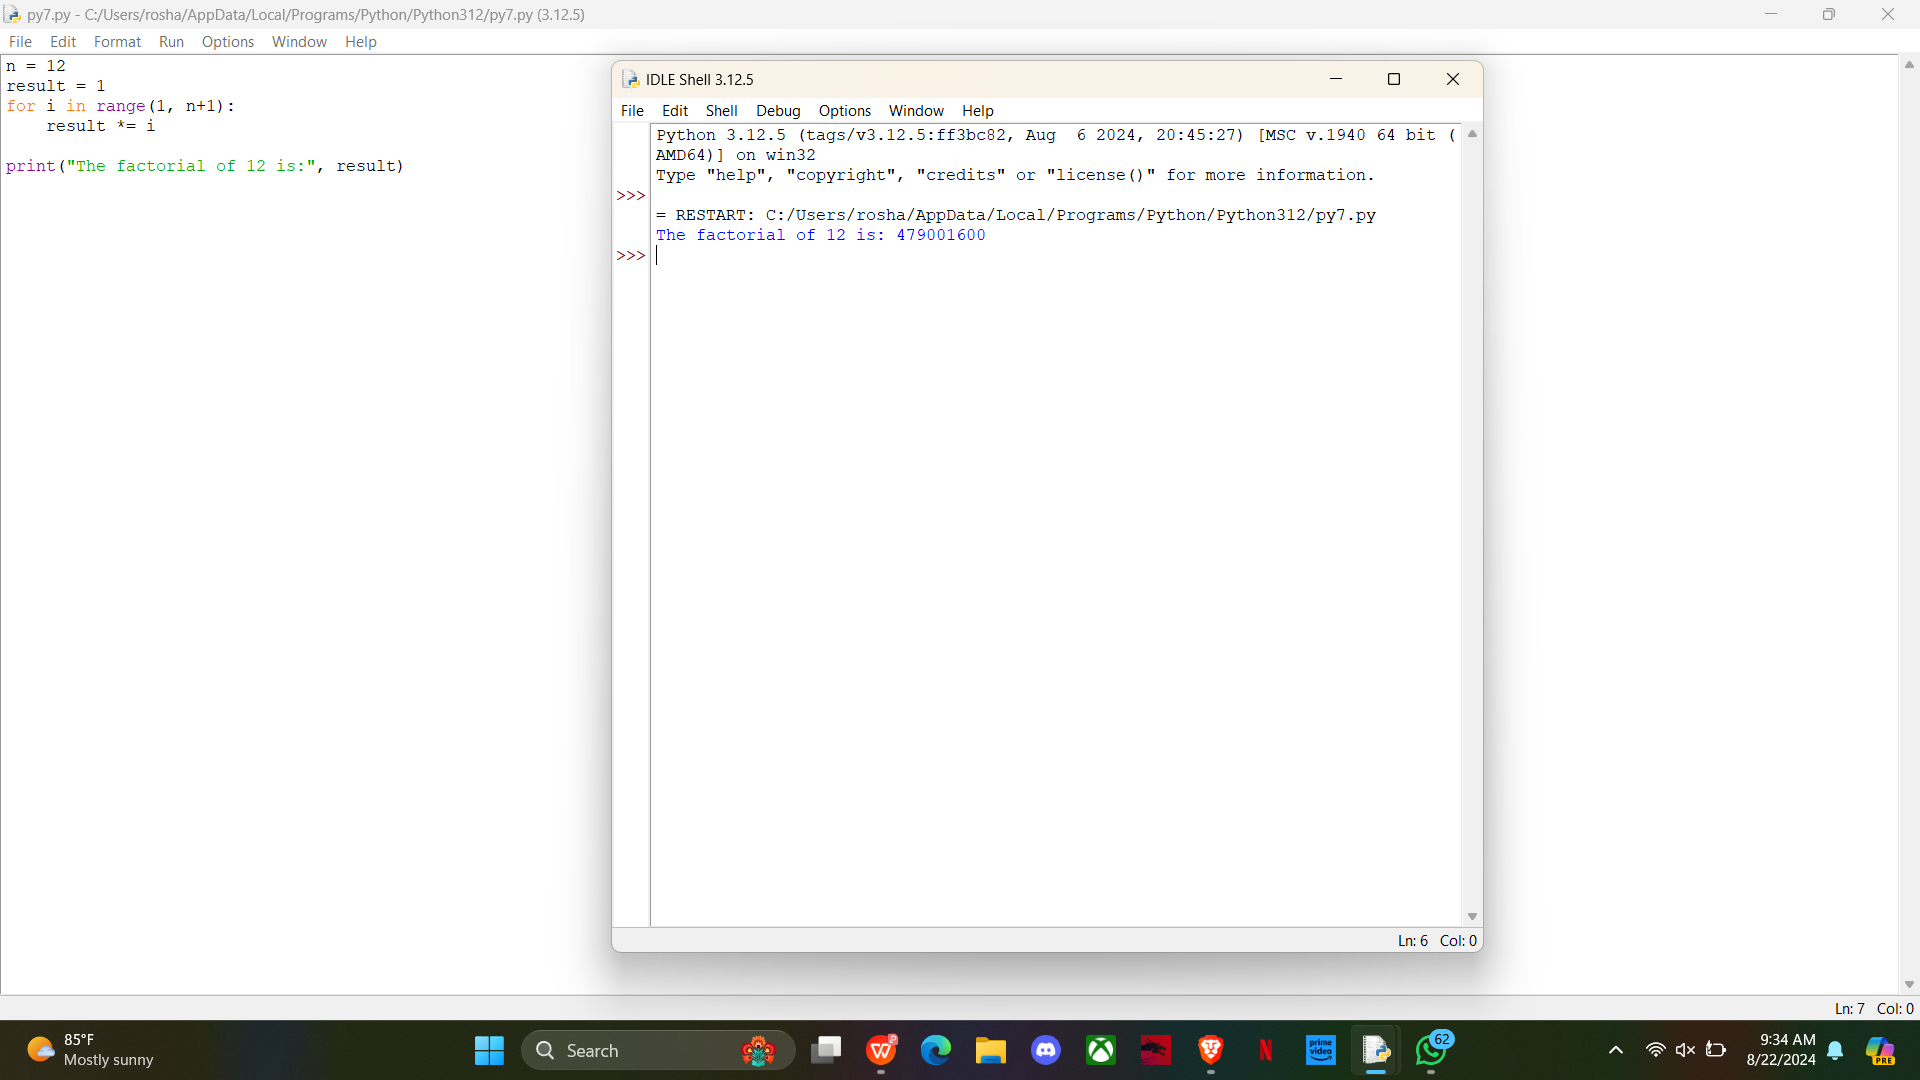 py7.py - C:/Users/rosha/AppData/Local/Programs/Python/Python312/py7.py (3.12.5)
File Edit Format Run Options Window Help
n = 12
result = 1
for i in range(1, n+1):
    result *= i
print("The factorial of 12 is:", result)
IDLE Shell 3.12.5
File Edit Shell Debug Options Window Help
Python 3.12.5 (tags/v3.12.5:ff3bc82, Aug  6 2024, 20:45:27) [MSC v.1940 64 bit (
AMD64)] on win32
Type "help", "copyright", "credits" or "license()" for more information.
>>>
= RESTART: C:/Users/rosha/AppData/Local/Programs/Python/Python312/py7.py
The factorial of 12 is: 479001600
>>>
Ln: 6 Col: 0
Ln: 7 Col: 0
85°F
Mostly sunny
Search
prime video
62
9:34 AM
8/22/2024
PRE